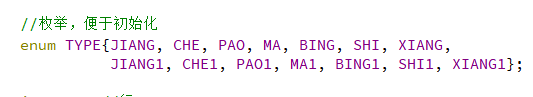 //枚举，便于初始化
enum TYPE{JIANG, CHE, PAO, MA, BING, SHI, XIANG,
JIANG1, CHE1, PAO1, MA1, BING1, SHI1, XIANG1};